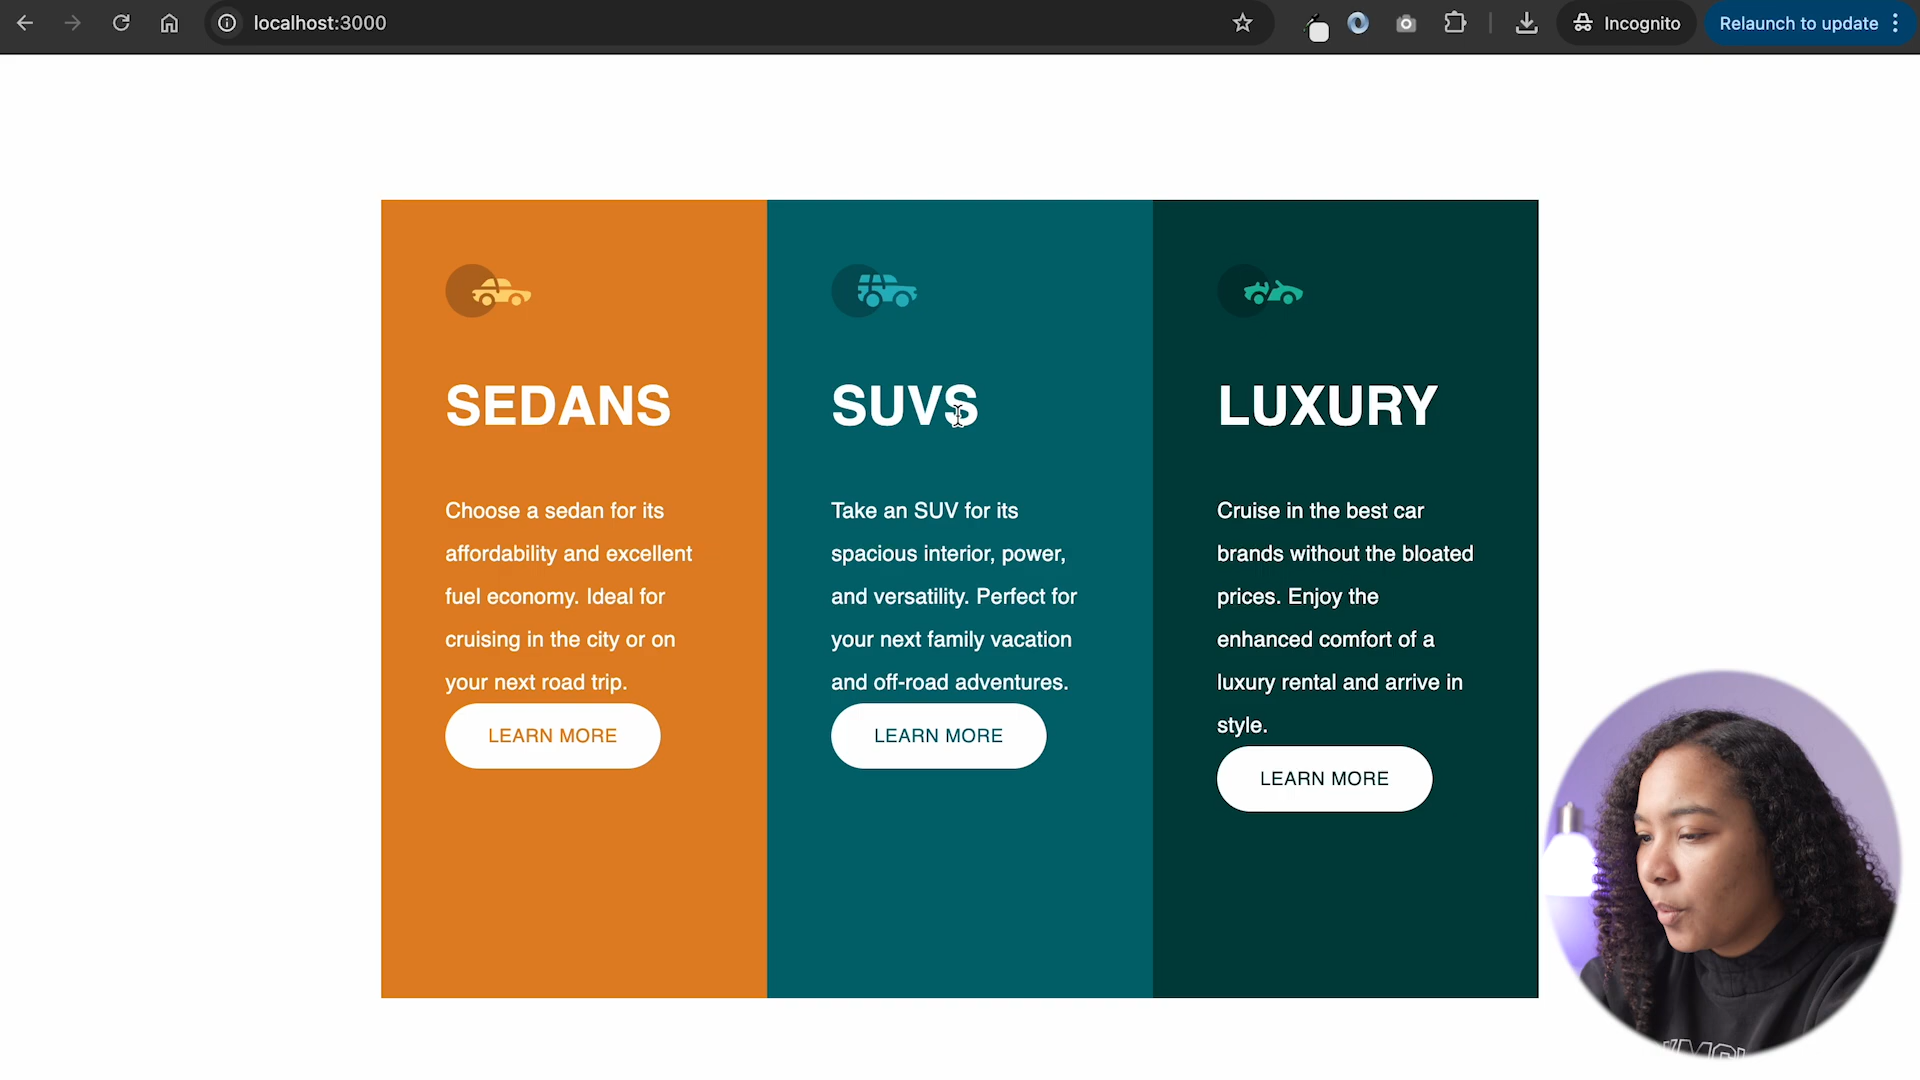 localhost:3000
Incognito
Relaunch to update
SEDANS
Choose a sedan for its
affordability and excellent
fuel economy. Ideal for
cruising in the city or on
your next road trip.
LEARN MORE
SUVS
Take an SUV for its
spacious interior, power,
and versatility. Perfect for
your next family vacation
and off-road adventures.
LEARN MORE
LUXURY
Cruise in the best car
brands without the bloated
prices. Enjoy the
enhanced comfort of a
luxury rental and arrive in
style.
LEARN MORE